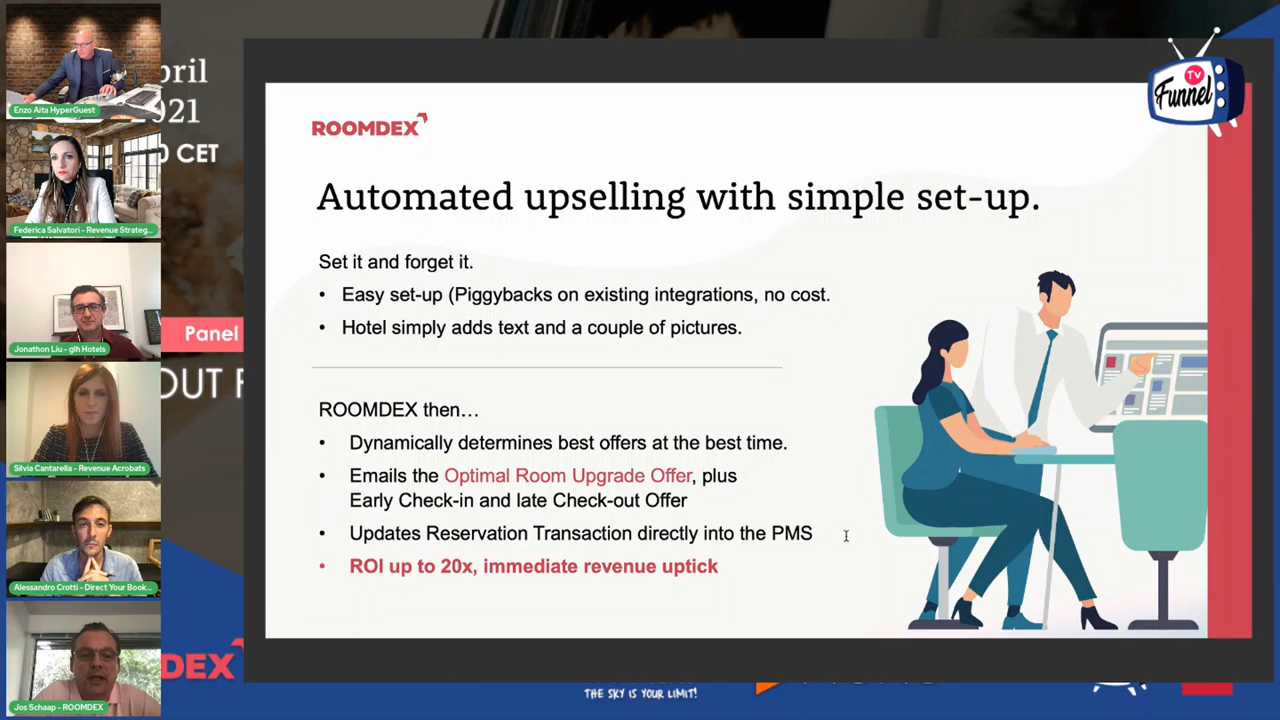 Enzo Aita HyperGuest
Federica Salvatori - Revenue Strateg...
Jonathon Liu - glh Hotels
Silvia Cantarella - Revenue Acrobats
Alessandro Crotti - Direct Your Book...
Jos Schaap - ROOMDEX
CET
Panel
OUT
Tv
Funnel
ROOMDEX
Automated upselling with simple set-up.
Set it and forget it.
• Easy set-up (Piggybacks on existing integrations, no cost.
• Hotel simply adds text and a couple of pictures.
ROOMDEX then…
• Dynamically determines best offers at the best time.
• Emails the Optimal Room Upgrade Offer, plus
Early Check-in and late Check-out Offer
• Updates Reservation Transaction directly into the PMS
• ROI up to 20x, immediate revenue uptick
THE SKY IS YOUR LIMIT!